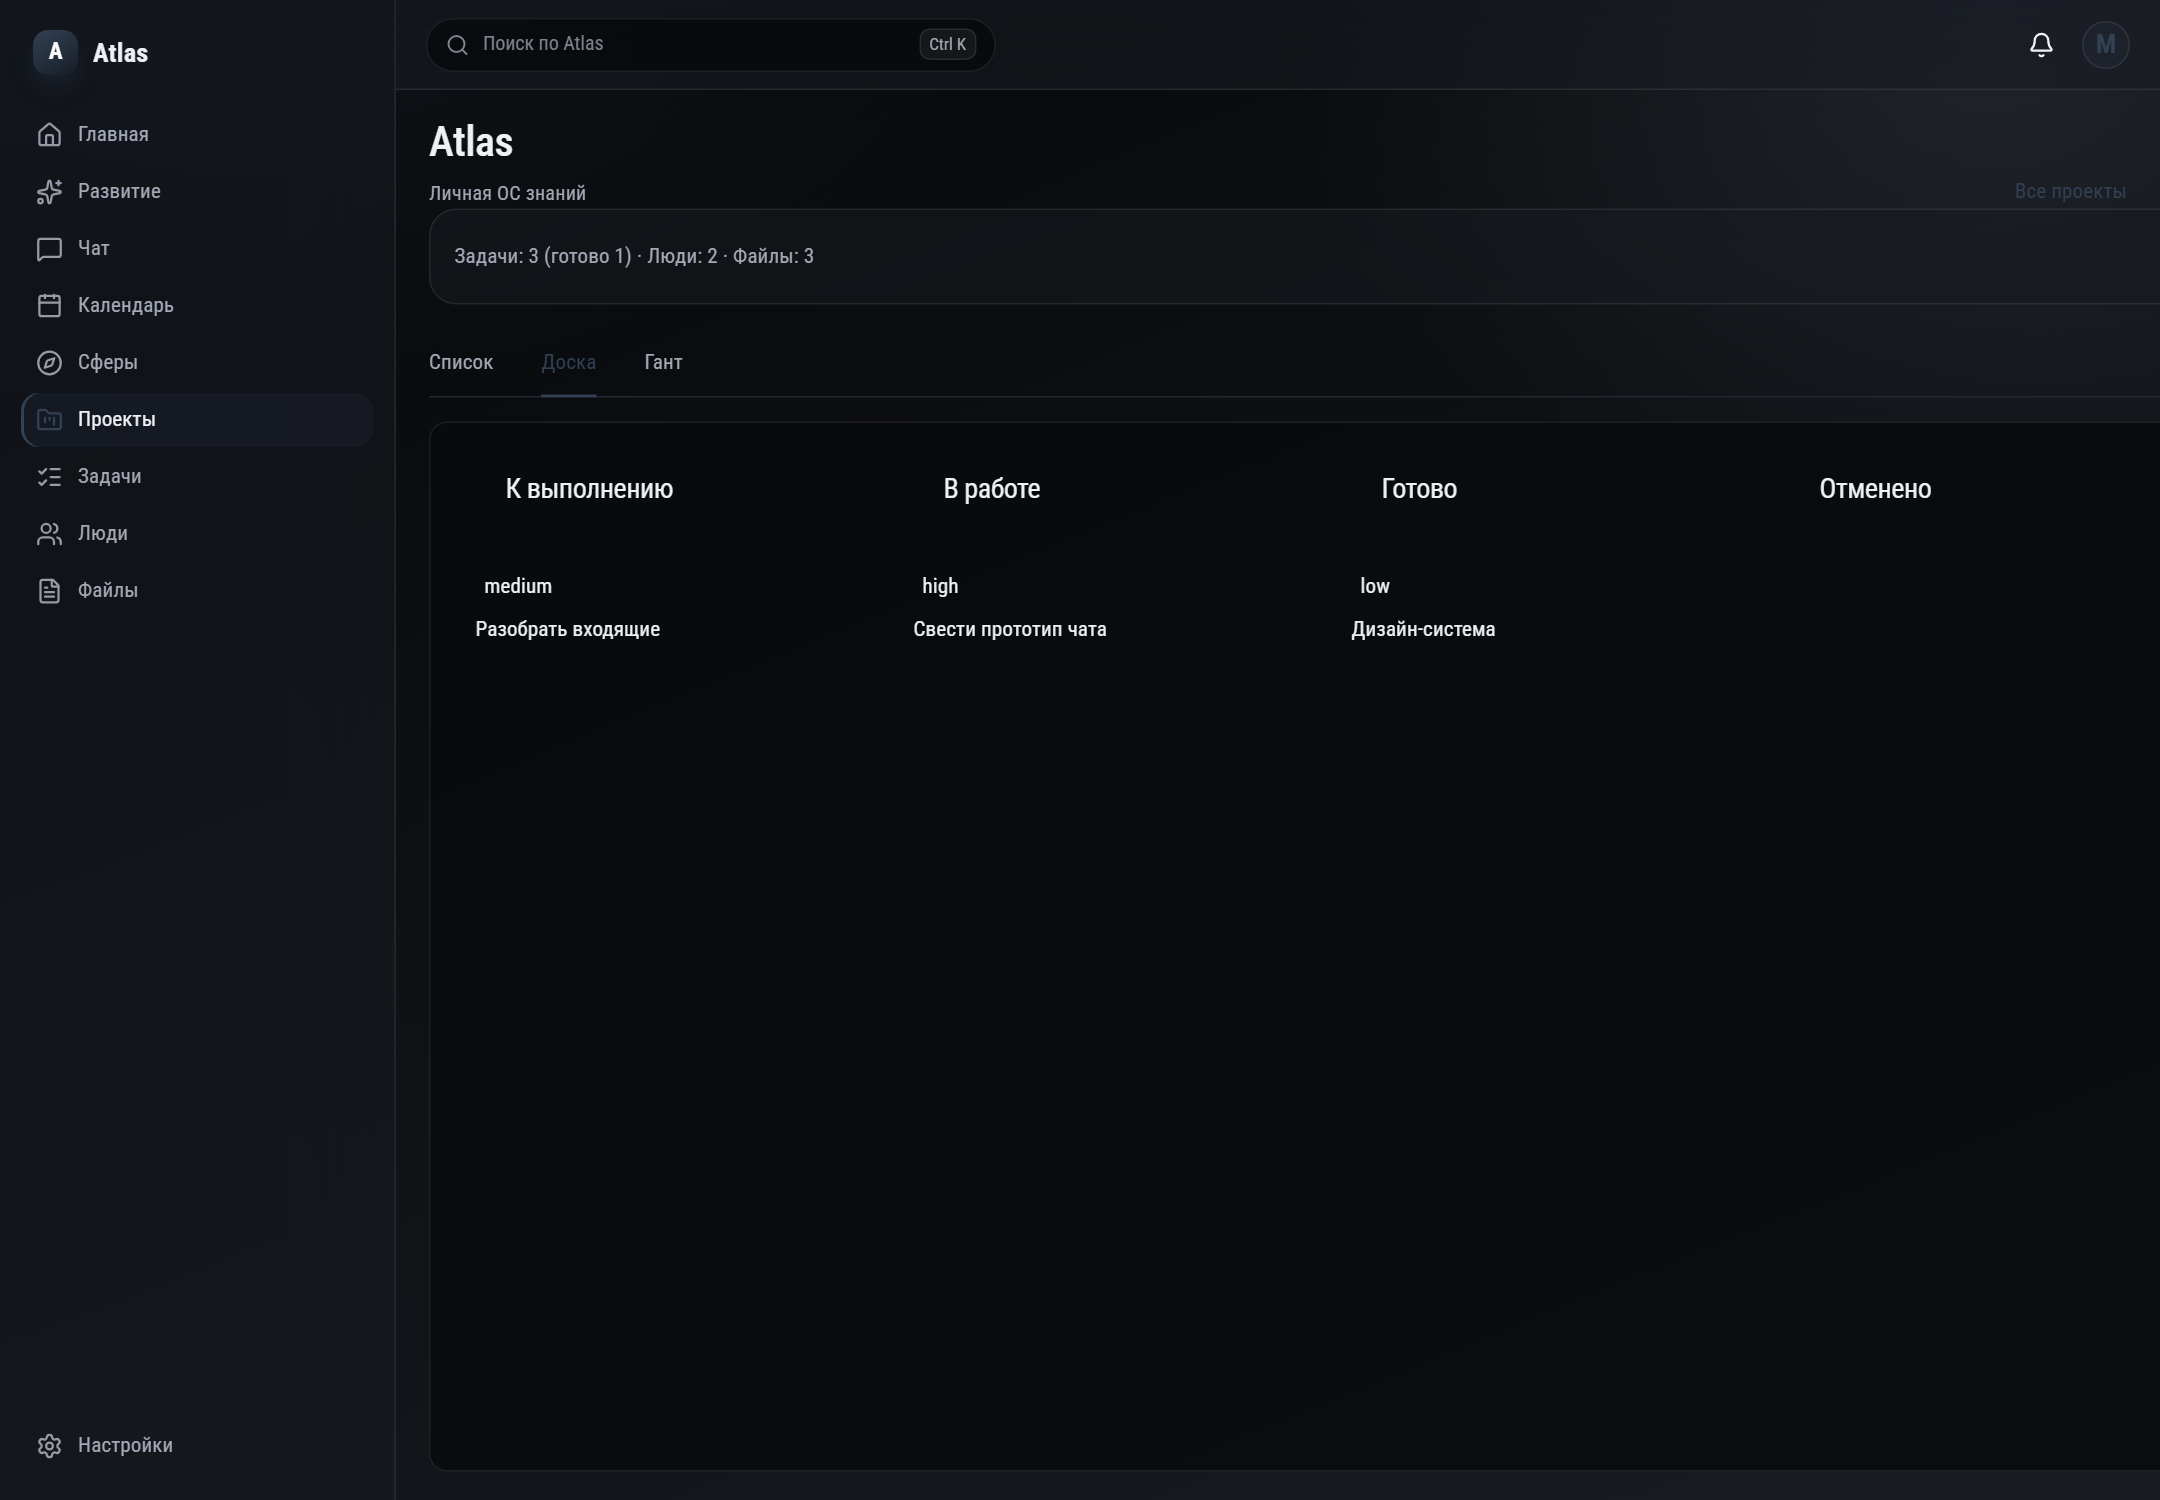 A Atlas
Поиск по Atlas Ctrl K
M
Главная
Развитие
Чат
Календарь
Сферы
Проекты
Задачи
Люди
Файлы
Настройки
Atlas
Личная ОС знаний
Все проекты
Задачи: 3 (готово 1) · Люди: 2 · Файлы: 3
Список Доска Гант
К выполнению В работе Готово Отменено
medium high low
Разобрать входящие Свести прототип чата Дизайн-система